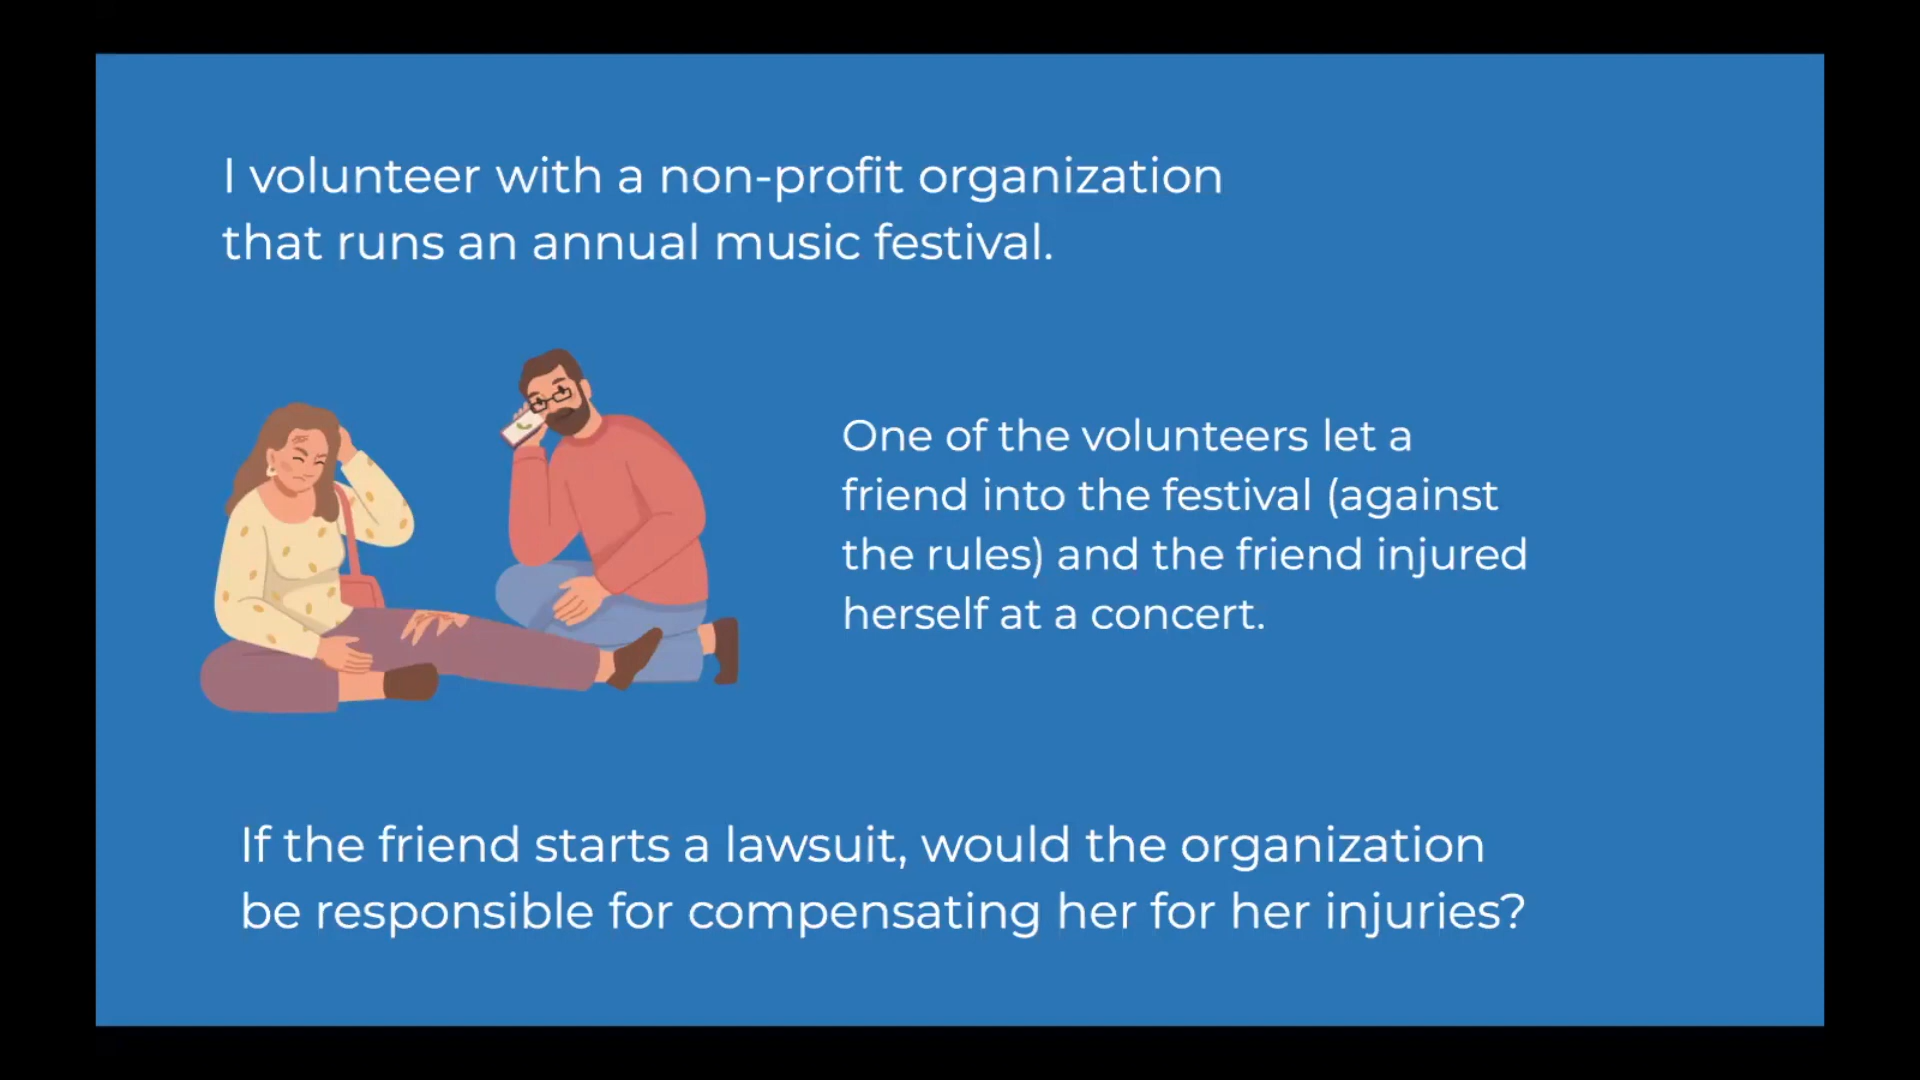 I volunteer with a non-profit organization
that runs an annual music festival.
One of the volunteers let a
friend into the festival (against
the rules) and the friend injured
herself at a concert.
If the friend starts a lawsuit, would the organization
be responsible for compensating her for her injuries?